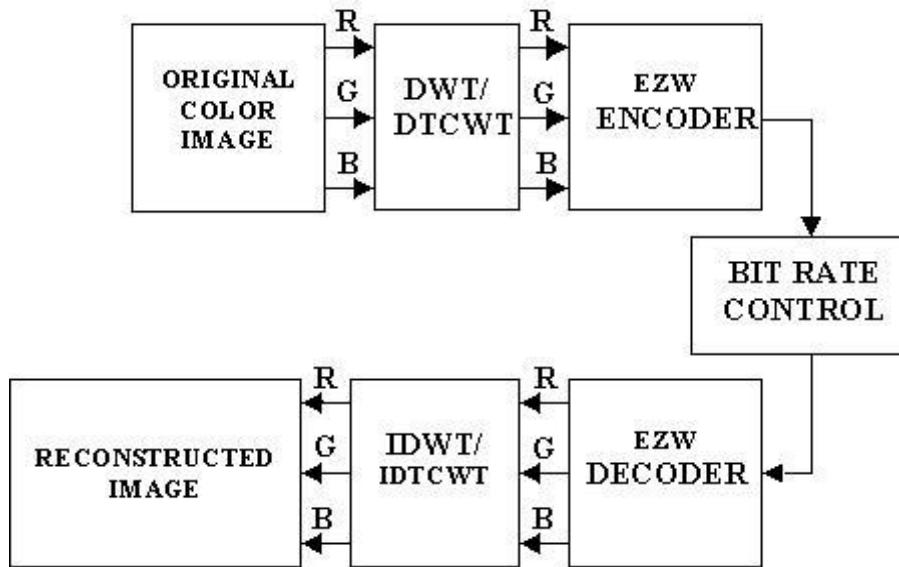 ORIGINAL
COLOR
IMAGE
R
G
B
DWT/
DTCWT
R
G
B
EZW
ENCODER
BIT RATE
CONTROL
EZW
DECODER
R
G
B
IDWT/
IDTCWT
R
G
B
RECONSTRUCTED
IMAGE